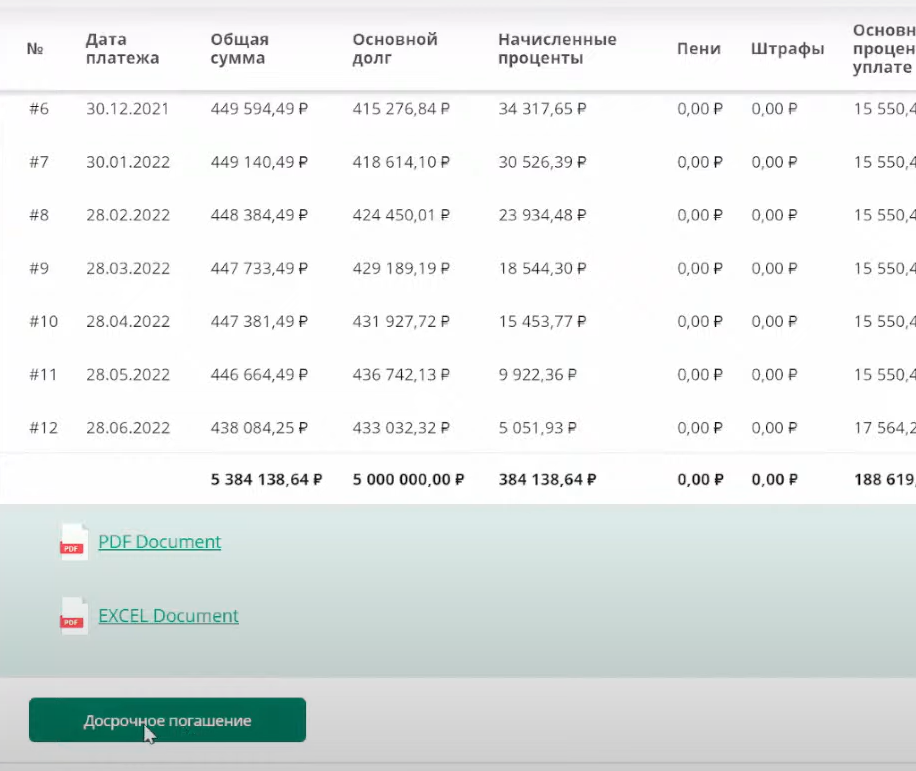 № Дата платежа Общая сумма Основной долг Начисленные проценты Пени Штрафы
#6 30.12.2021 449 594,49 ₽ 415 276,84 ₽ 34 317,65 ₽ 0,00 ₽ 0,00 ₽ 15 550,4
#7 30.01.2022 449 140,49 ₽ 418 614,10 ₽ 30 526,39 ₽ 0,00 ₽ 0,00 ₽ 15 550,4
#8 28.02.2022 448 384,49 ₽ 424 450,01 ₽ 23 934,48 ₽ 0,00 ₽ 0,00 ₽ 15 550,4
#9 28.03.2022 447 733,49 ₽ 429 189,19 ₽ 18 544,30 ₽ 0,00 ₽ 0,00 ₽ 15 550,4
#10 28.04.2022 447 381,49 ₽ 431 927,72 ₽ 15 453,77 ₽ 0,00 ₽ 0,00 ₽ 15 550,4
#11 28.05.2022 446 664,49 ₽ 436 742,13 ₽ 9 922,36 ₽ 0,00 ₽ 0,00 ₽ 15 550,4
#12 28.06.2022 438 084,25 ₽ 433 032,32 ₽ 5 051,93 ₽ 0,00 ₽ 0,00 ₽ 17 564,2
5 384 138,64 ₽ 5 000 000,00 ₽ 384 138,64 ₽ 0,00 ₽ 0,00 ₽ 188 619,
PDF PDF Document
PDF EXCEL Document
Досрочное погашение